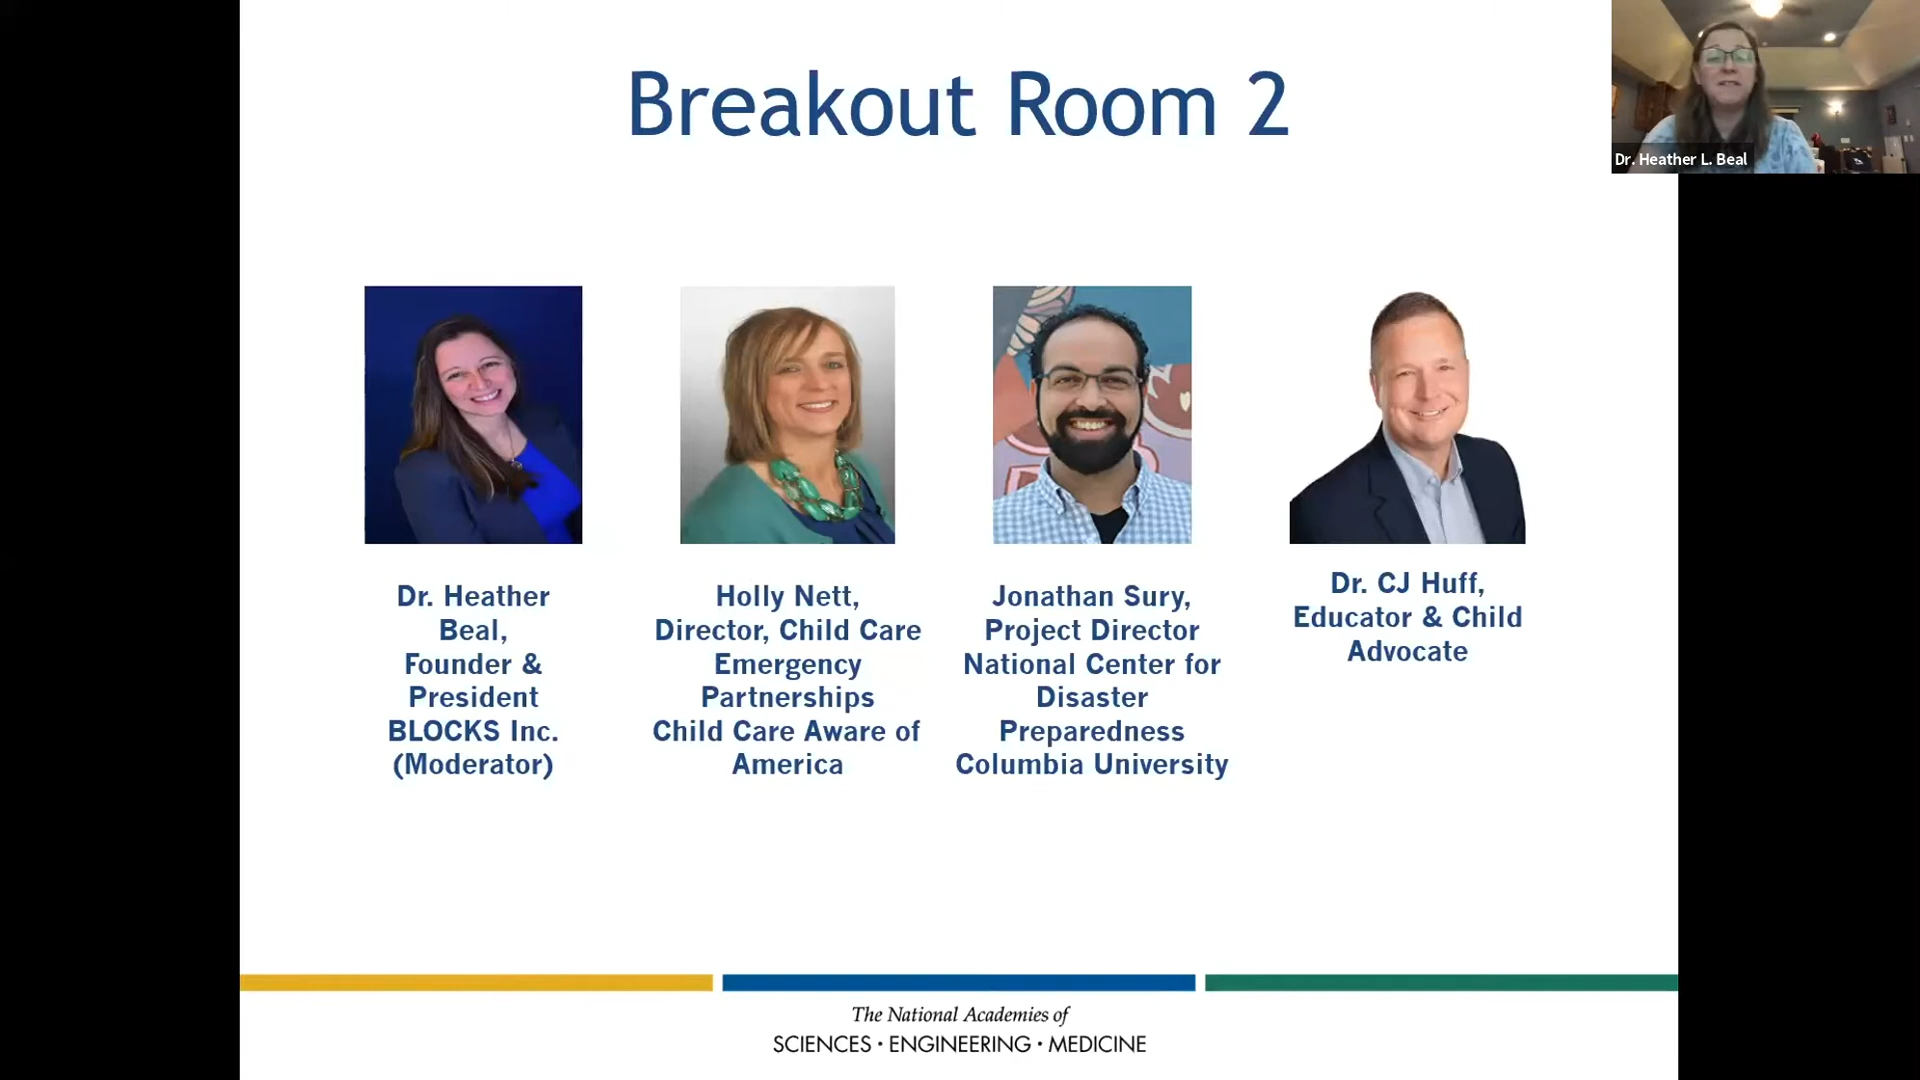 Breakout Room 2
Dr. Heather L. Beal
Dr. Heather
Beal,
Founder &
President
BLOCKS Inc.
(Moderator)
Holly Nett,
Director, Child Care
Emergency
Partnerships
Child Care Aware of
America
Jonathan Sury,
Project Director
National Center for
Disaster
Preparedness
Columbia University
Dr. CJ Huff,
Educator & Child
Advocate
The National Academies of
SCIENCES · ENGINEERING · MEDICINE